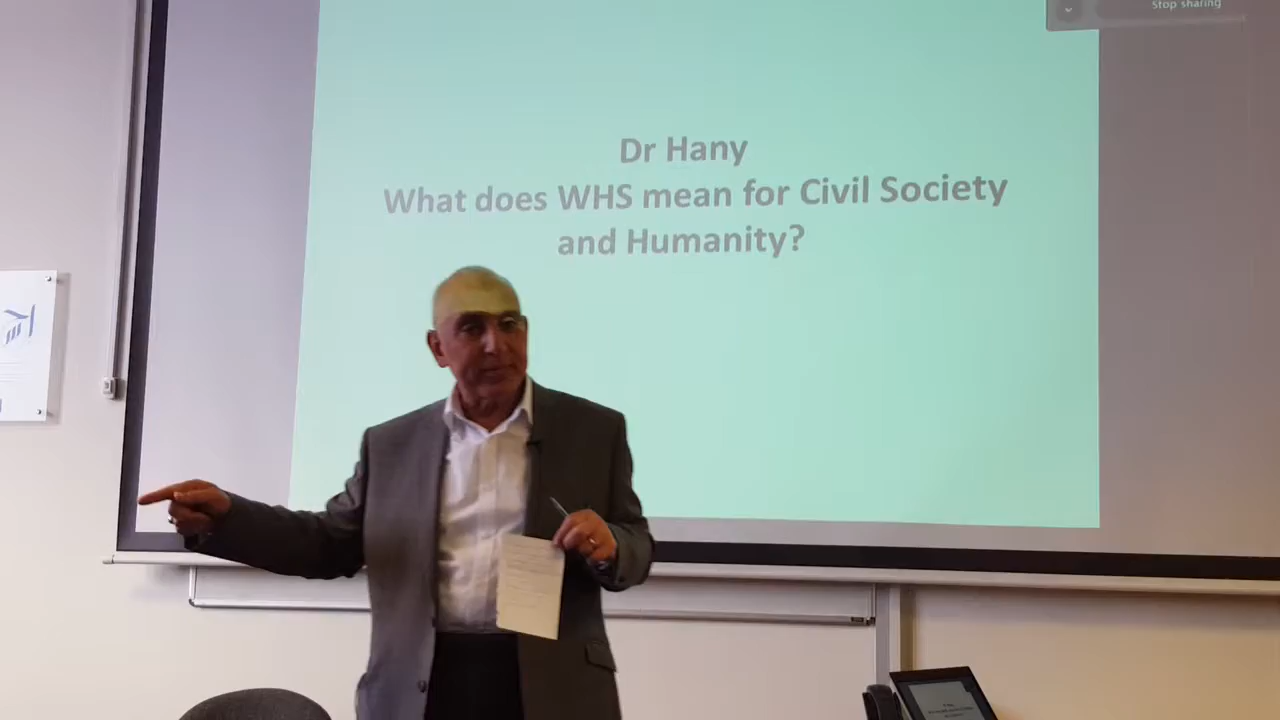 Stop sharing
Dr Hany
What does WHS mean for Civil Society
and Humanity?